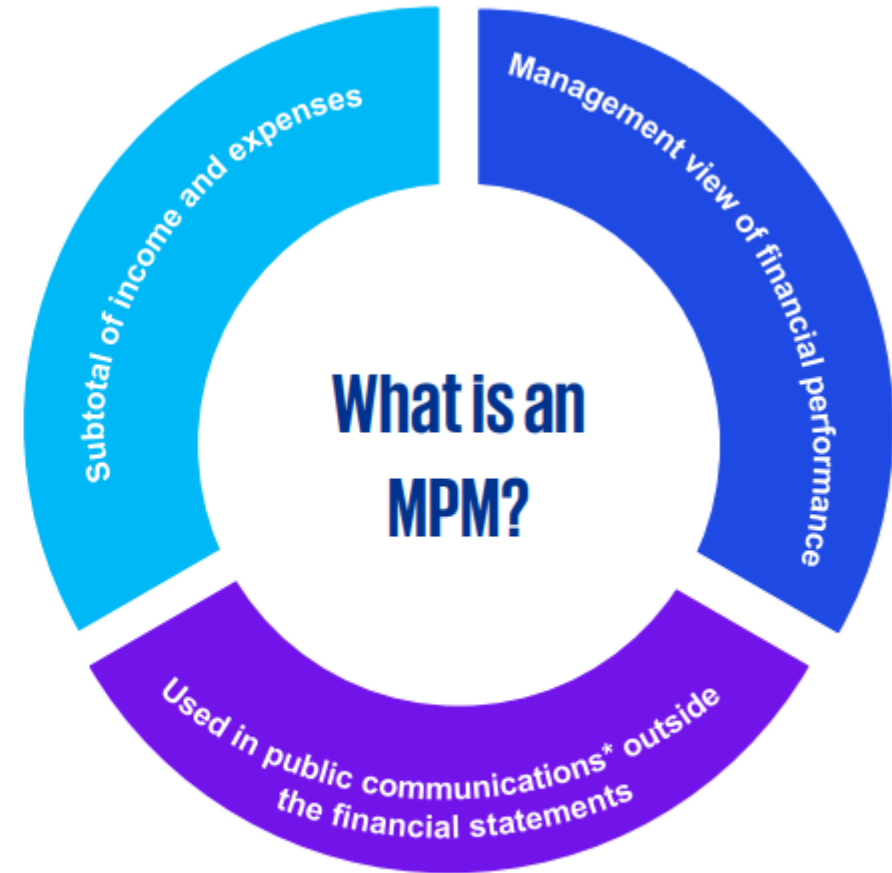 Subtotal of income and expenses
Management view of financial performance
What is an
MPM?
Used in public communications* outside
the financial statements